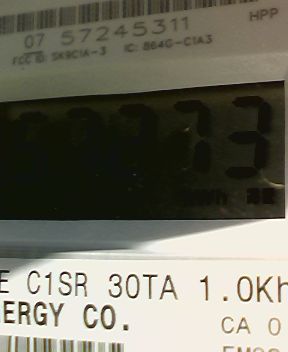 HPP
07 57245311
FCC ID: SK9C1A-3 IC: 864G-C1A3
73
E C1SR 30TA 1.0Kh
ERGY CO.
CA 0